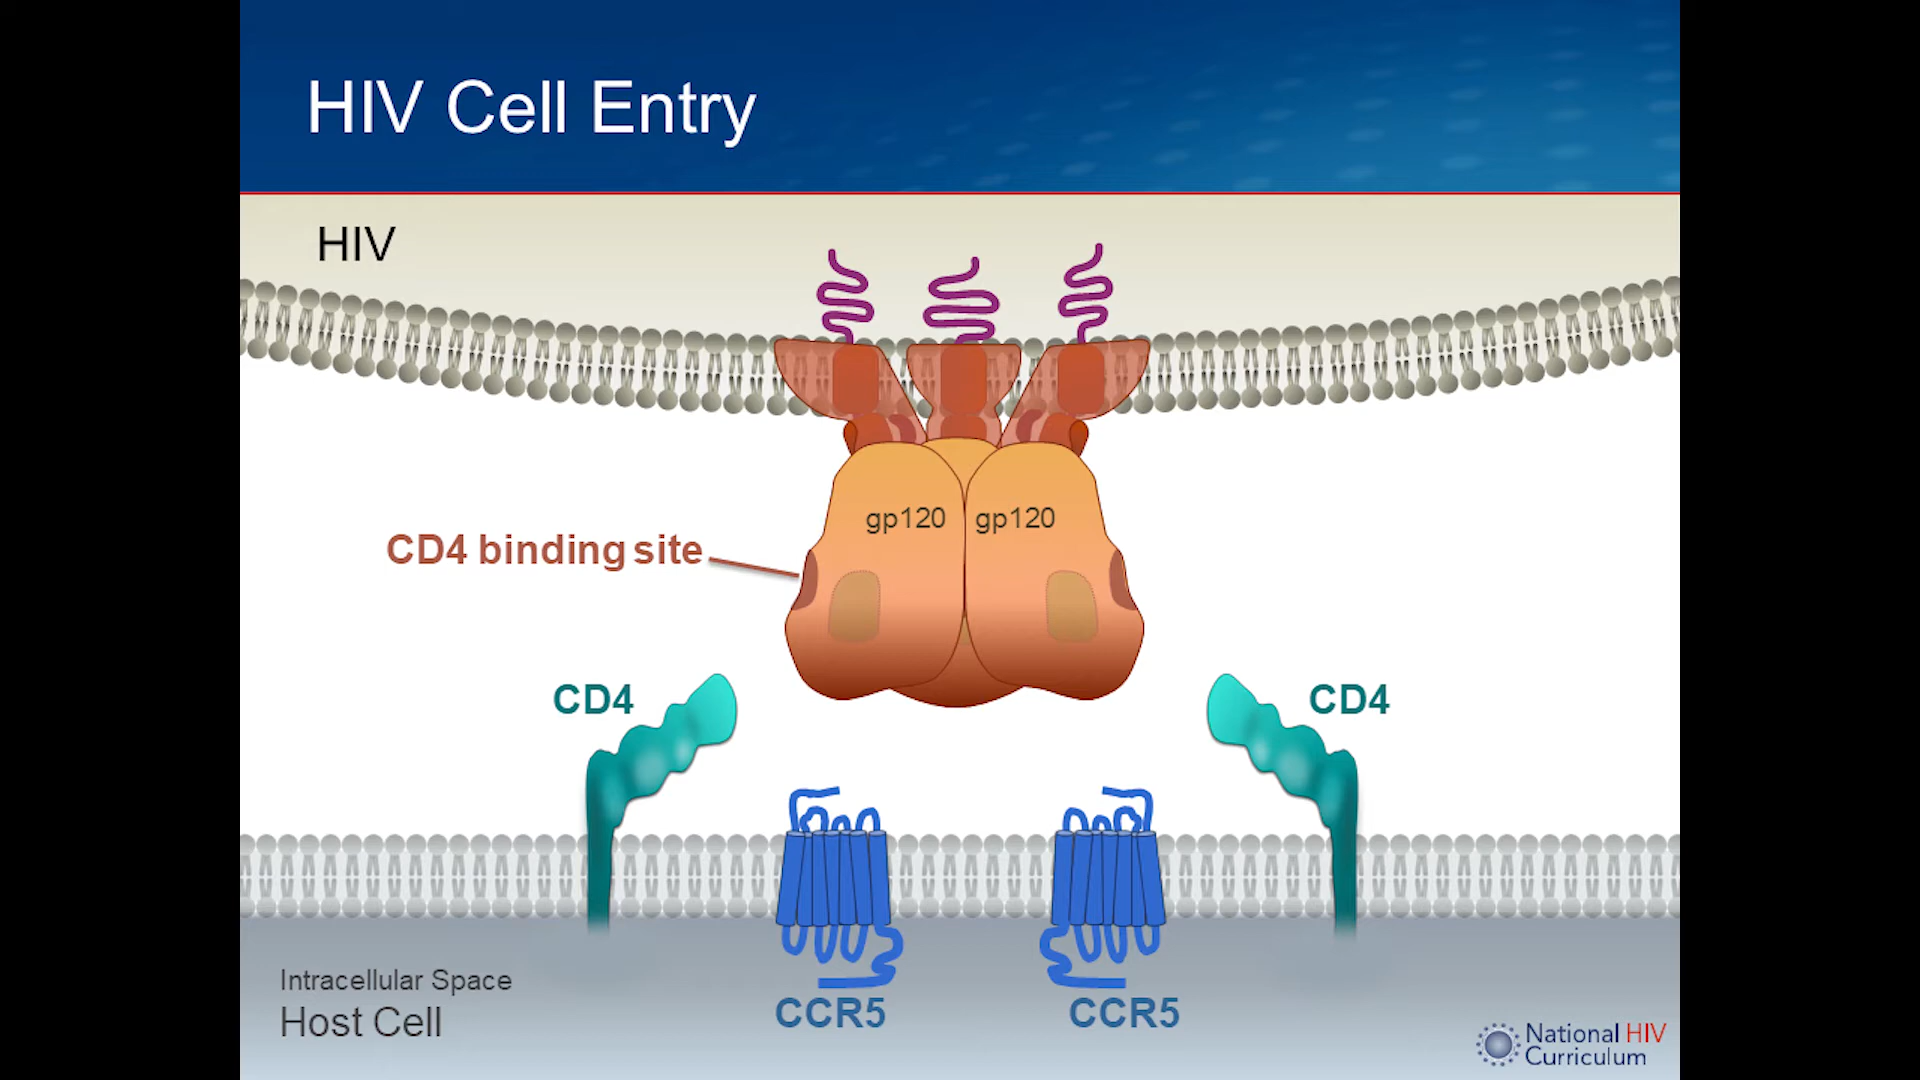 HIV Cell Entry
HIV
gp120 gp120
CD4 binding site
CD4
CD4
Intracellular Space
Host Cell
CCR5
CCR5
National HIV
Curriculum